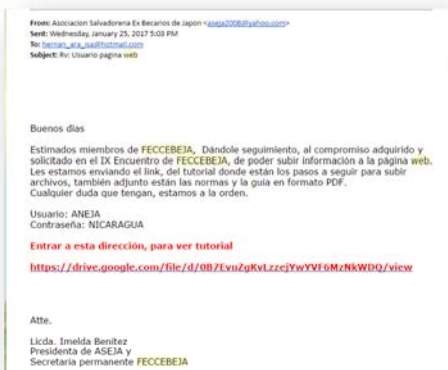 From: Asociacion Salvadorena Ex Becarios de Japon <aseja2008@yahoo.com>
Sent: Wednesday, January 25, 2017 5:03 PM
To: hernan_ara_isa@hotmail.com
Subject: Rv: Usuario pagina web
Buenos dias
Estimados miembros de FECCEBEJA, Dándole seguimiento, al compromiso adquirido y
solicitado en el IX Encuentro de FECCEBEJA, de poder subir información a la página web.
Les estamos enviando el link, del tutorial donde están los pasos a seguir para subir
archivos, también adjunto están las normas y la guía en formato PDF.
Cualquier duda que tengan, estamos a la orden.
Usuario: ANEJA
Contraseña: NICARAGUA
Entrar a esta dirección, para ver tutorial
https://drive.google.com/file/d/0B7EvuZgKvLzzejYwYVF6MzNkWDQ/view
Atte.
Licda. Imelda Benítez
Presidenta de ASEJA y
Secretaria permanente FECCEBEJA